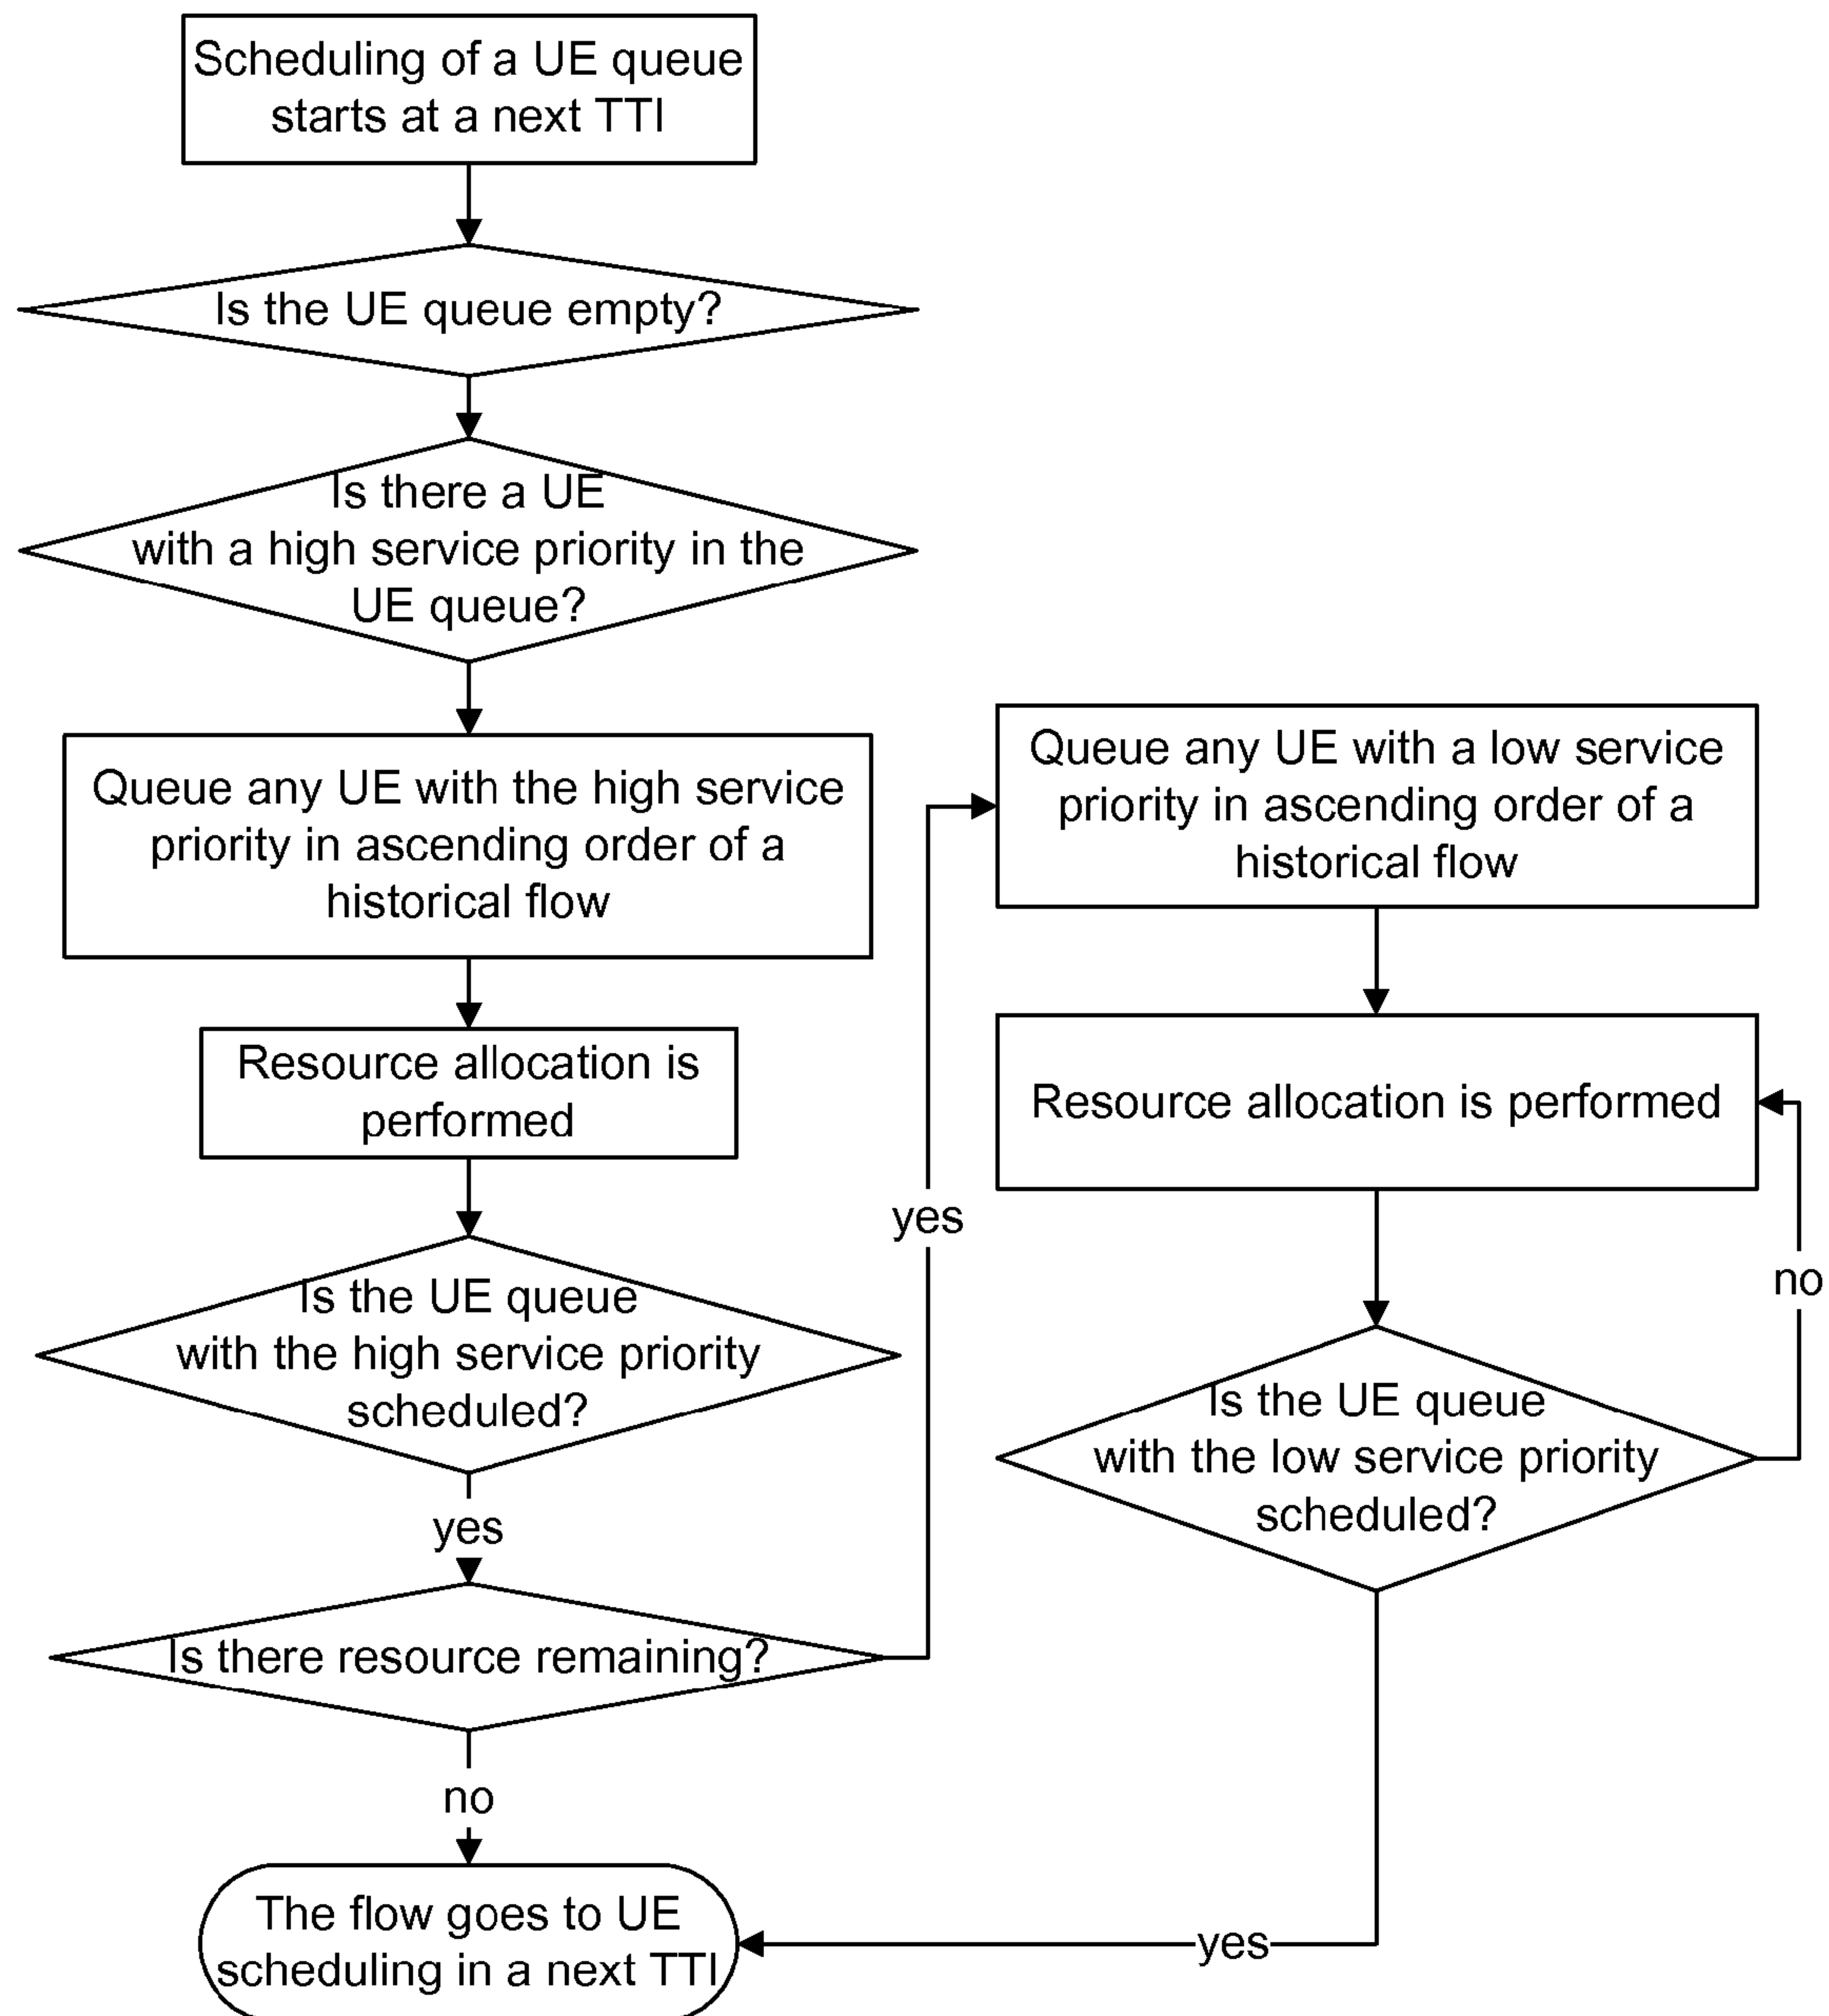 Scheduling of a UE queue
starts at a next TTI
Is the UE queue empty?
Is there a UE
with a high service priority in the
UE queue?
Queue any UE with the high service
priority in ascending order of a
historical flow
Resource allocation is
performed
Is the UE queue
with the high service priority
scheduled?
yes
Is there resource remaining?
no
The flow goes to UE
scheduling in a next TTI
yes
Queue any UE with a low service
priority in ascending order of a
historical flow
Resource allocation is performed
no
Is the UE queue
with the low service priority
scheduled?
yes